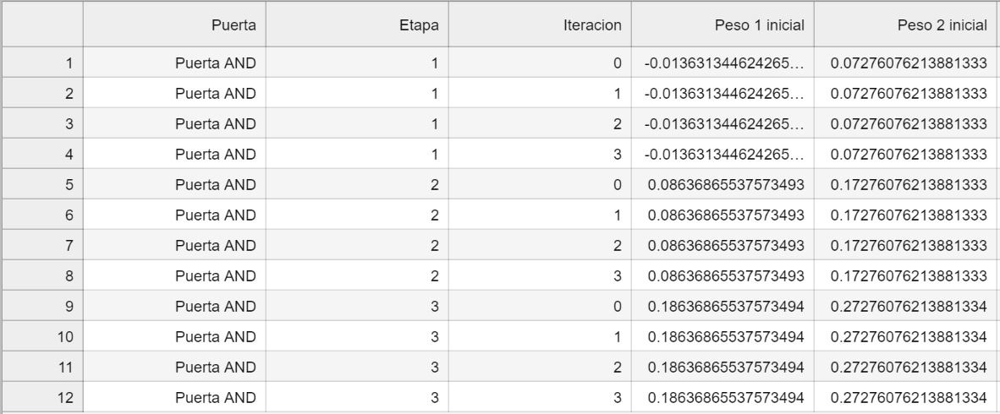 Puerta Etapa Iteracion Peso 1 inicial Peso 2 inicial
1 Puerta AND 1 0 -0.013631344624265… 0.07276076213881333
2 Puerta AND 1 1 -0.013631344624265… 0.07276076213881333
3 Puerta AND 1 2 -0.013631344624265… 0.07276076213881333
4 Puerta AND 1 3 -0.013631344624265… 0.07276076213881333
5 Puerta AND 2 0 0.08636865537573493 0.17276076213881333
6 Puerta AND 2 1 0.08636865537573493 0.17276076213881333
7 Puerta AND 2 2 0.08636865537573493 0.17276076213881333
8 Puerta AND 2 3 0.08636865537573493 0.17276076213881333
9 Puerta AND 3 0 0.18636865537573494 0.27276076213881334
10 Puerta AND 3 1 0.18636865537573494 0.27276076213881334
11 Puerta AND 3 2 0.18636865537573494 0.27276076213881334
12 Puerta AND 3 3 0.18636865537573494 0.27276076213881334